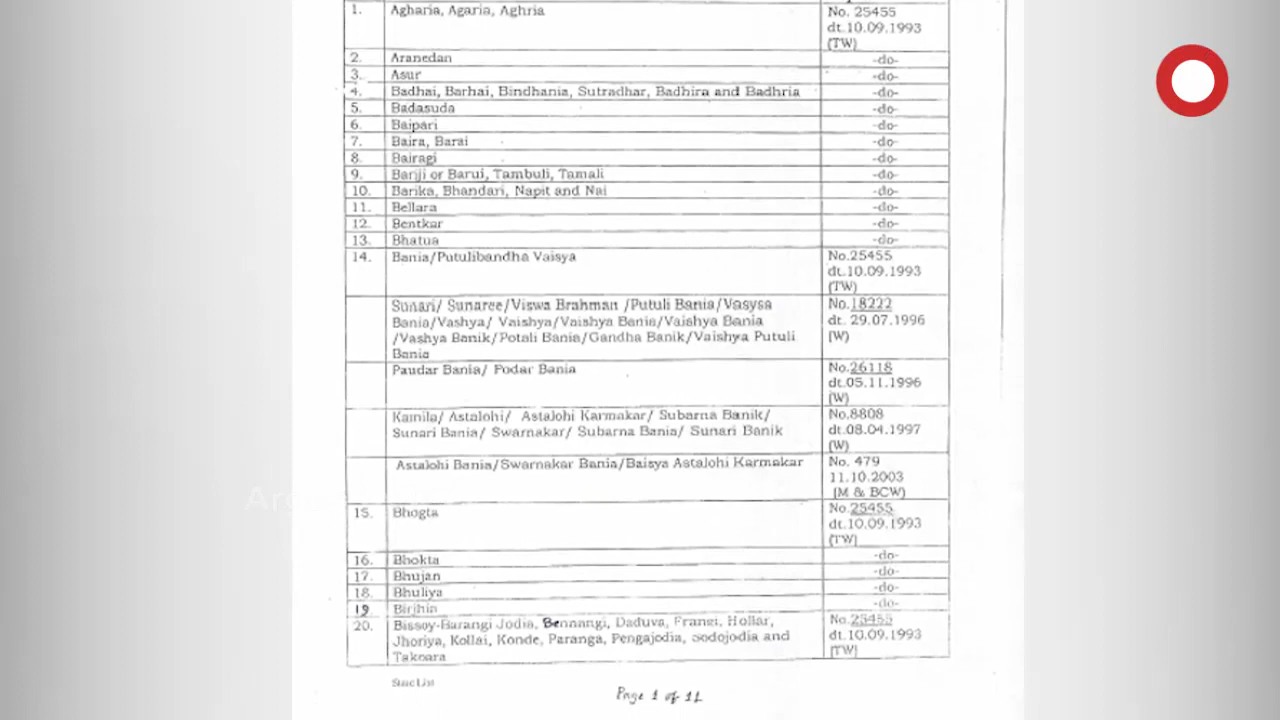 1. Agharia, Agaria, Aghria No. 25455
dt.10.09.1993
(TW)
2. Aranedan -do-
3. Asur -do-
4. Badhai, Barhai, Bindhania, Sutradhar, Badhira and Badhria -do-
5. Badasuda -do-
6. Baipari -do-
7. Baira, Barai -do-
8. Bairagi -do-
9. Banji or Barui, Tambuli, Tamali -do-
10. Barika, Bhandari, Napit and Nai -do-
11. Bellara -do-
12. Bentkar -do-
13. Bhatua -do-
14. Bania/Putulibandha Vaisya No.25455
dt.10.09.1993
(TW)
Sunari/ Sunaree/Viswa Brahman /Putuli Bania/Vasysa No.18222
Bania/Vashya/ Vaishya/Vaishya Bania/Vaishya Bania dt. 29.07.1996
/Vashya Banik/Potali Bania/Gandha Banik/Vaishya Putuli (W)
Bania
Paudar Bania/ Podar Bania No.26118
dt.05.11.1996
(W)
Kamila/ Astalohi/ Astalohi Karmakar/ Subarna Banik/ No.8808
Sunari Bania/ Swarnakar/ Subarna Bania/ Sunari Banik dt.08.04.1997
(W)
Astalohi Bania/Swarnakar Bania/Baisya Astalohi Karmakar No. 479
11.10.2003
(M & BCW)
15. Bhogta No.25455
dt.10.09.1993
(TW)
16. Bhokta -do-
17. Bhujan -do-
18. Bhuliya -do-
19 Birjhin -do-
20. Bissoy-Barangi Jodia, Bennangi, Daduva, Frangi, Hollar, No.25455
Jhoriya, Kollai, Konde, Paranga, Pengajodia, Sodojodia and dt.10.09.1993
Takoara (TW)
Page 1 of 11